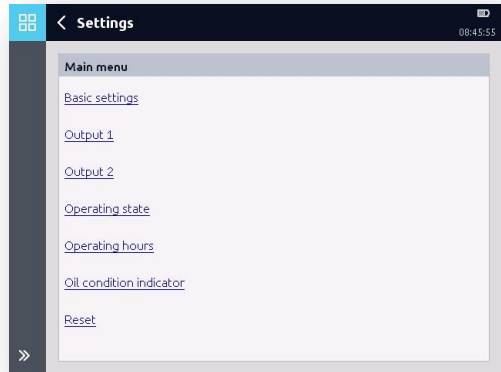 Settings
08:45:55
Main menu
Basic settings
Output 1
Output 2
Operating state
Operating hours
Oil condition indicator
Reset